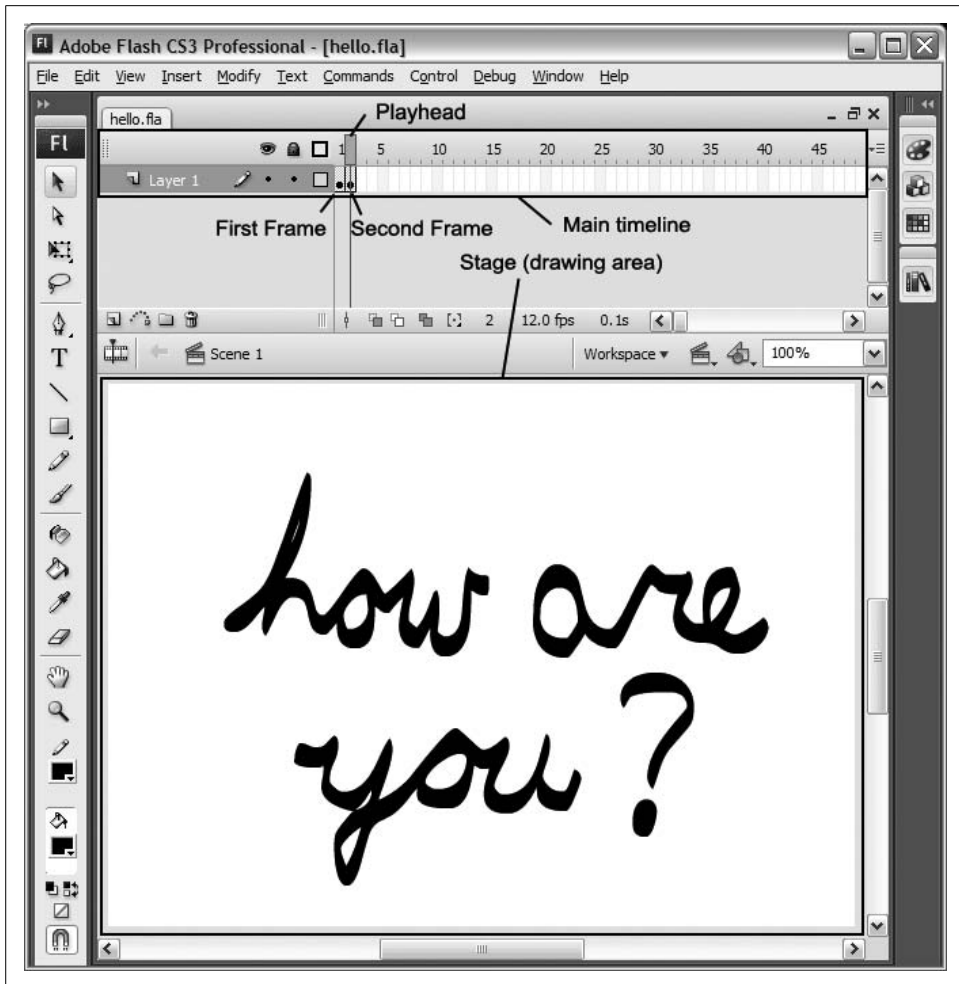 Fl Adobe Flash CS3 Professional - [hello.fla]
File Edit View Insert Modify Text Commands Control Debug Window Help
hello.fla
Playhead
Fl
1 5 10 15 20 25 30 35 40 45
Layer 1
First Frame Second Frame Main timeline
Stage (drawing area)
2 12.0 fps 0.1s
T
Scene 1 Workspace 100%
how are
you?